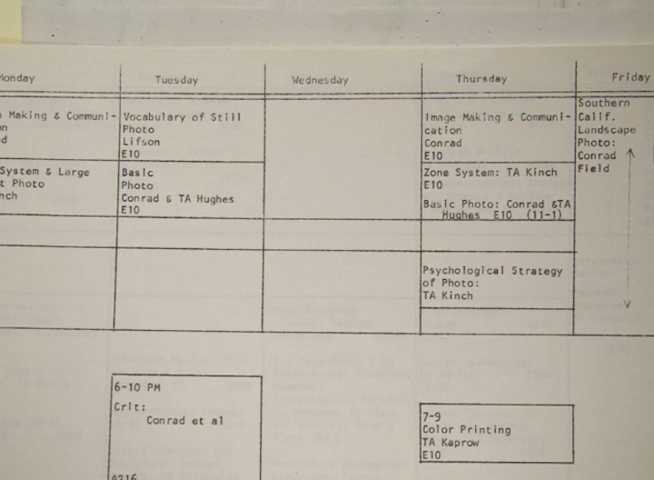 Monday
Tuesday
Wednesday
Thursday
Friday
Making & Communi-
Vocabulary of Still
Photo
Lifson
E10
Image Making & Communi-
cation
Conrad
E10
Southern
Calif.
Landscape
Photo:
Conrad
Field
System & Large
Photo
Basic
Photo
Conrad & TA Hughes
E10
Zone System: TA Kinch
E10
Basic Photo: Conrad &TA
Hughes E10 (11-1)
Psychological Strategy
of Photo:
TA Kinch
6-10 PM
Crit:
Conrad et al
A216
7-9
Color Printing
TA Kaprow
E10